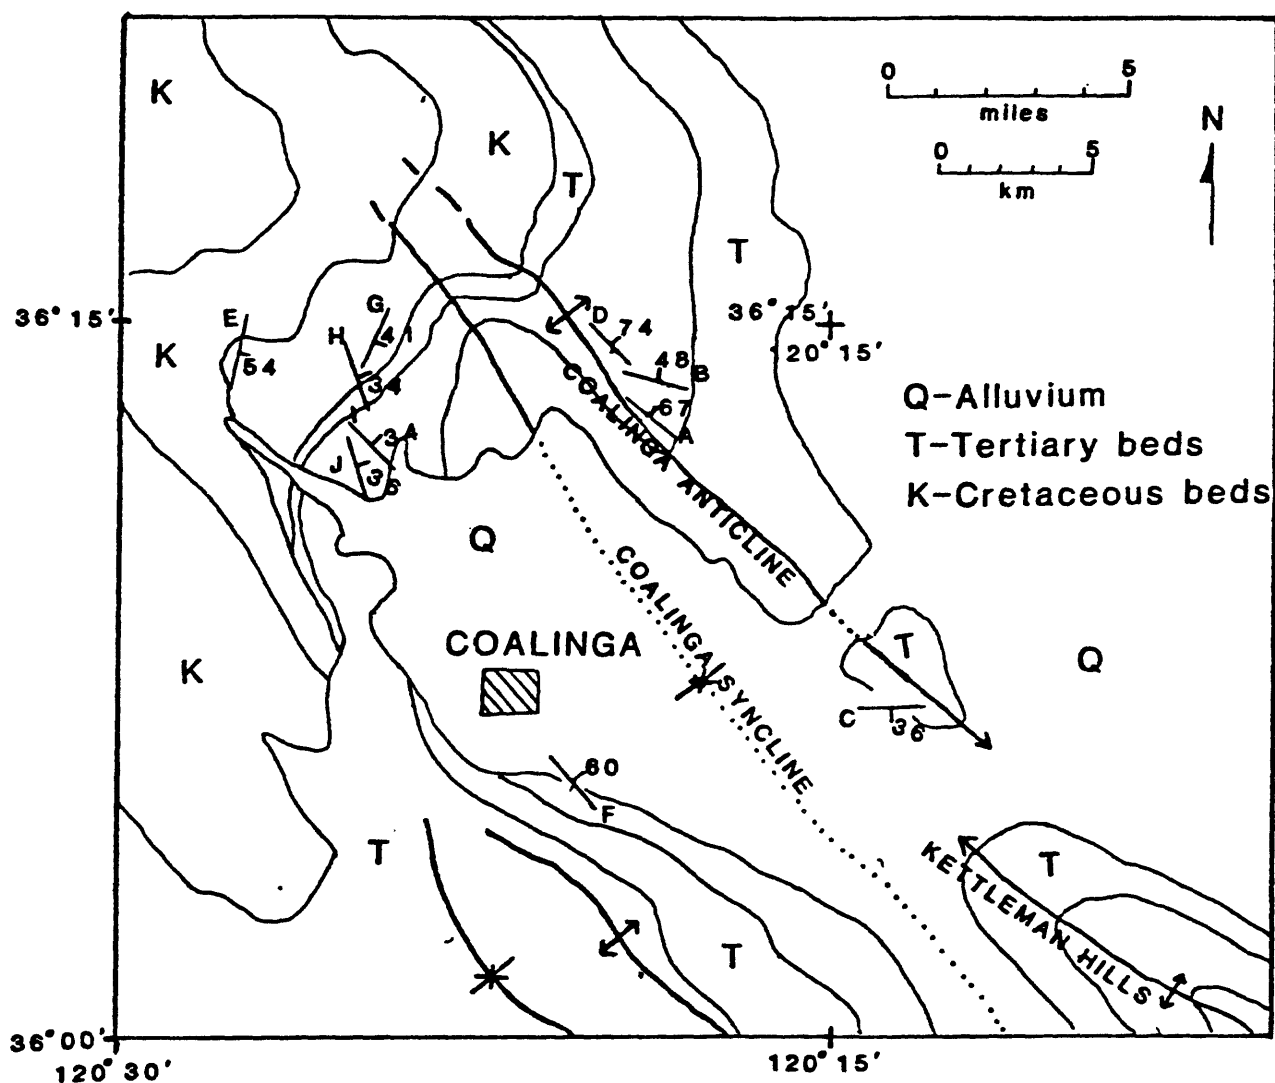 K
K
T
T
0 5
miles
0 5
km
N
36° 15'
E
54
K
G
41
H
34
I
34
J
36
D
74
48
B
67
A
36° 15'
20° 15'
COALINGA ANTICLINE
Q-Alluvium
T-Tertiary beds
K-Cretaceous beds
Q
COALINGA SYNCLINE
COALINGA
K
T
Q
C
36
60
F
T
T
KETTLEMAN HILLS
T
36° 00'
120° 30'
120° 15'